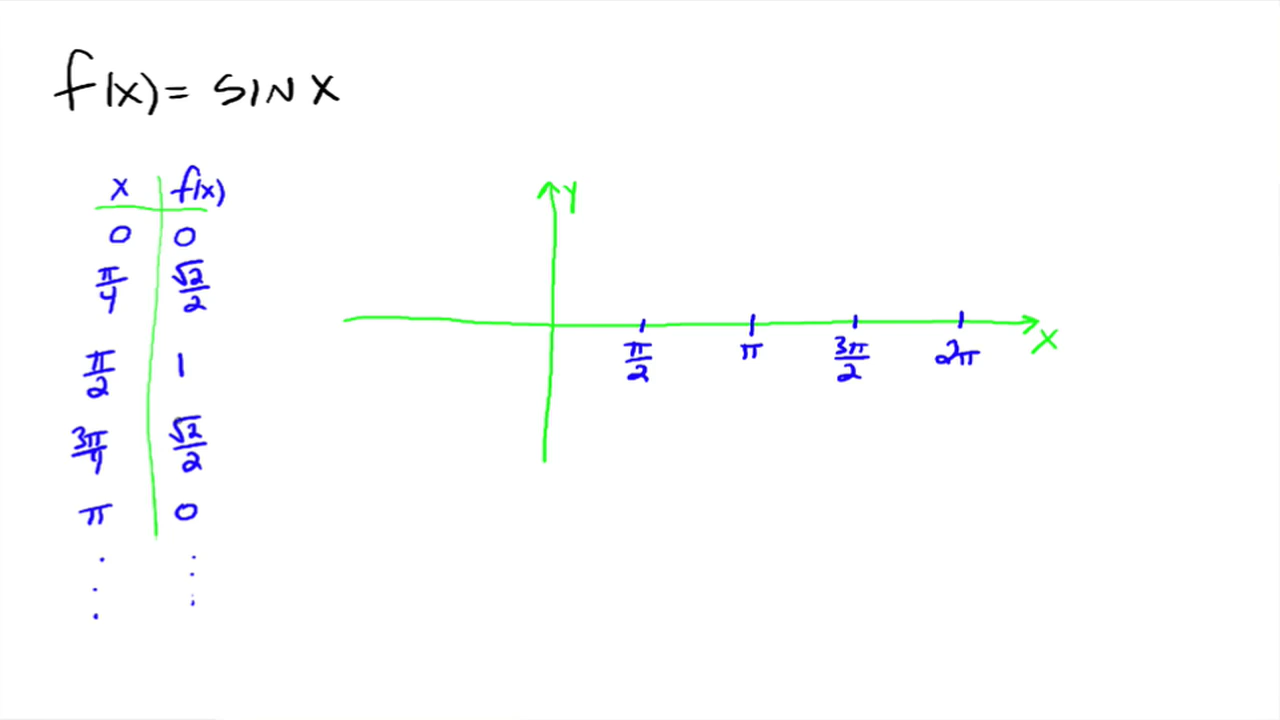 f(x) = SIN X
x f(x)
0 0
π/4 √2/2
π/2 1
3π/4 √2/2
π 0
⋮ ⋮
Y
π/2 π 3π/2 2π X